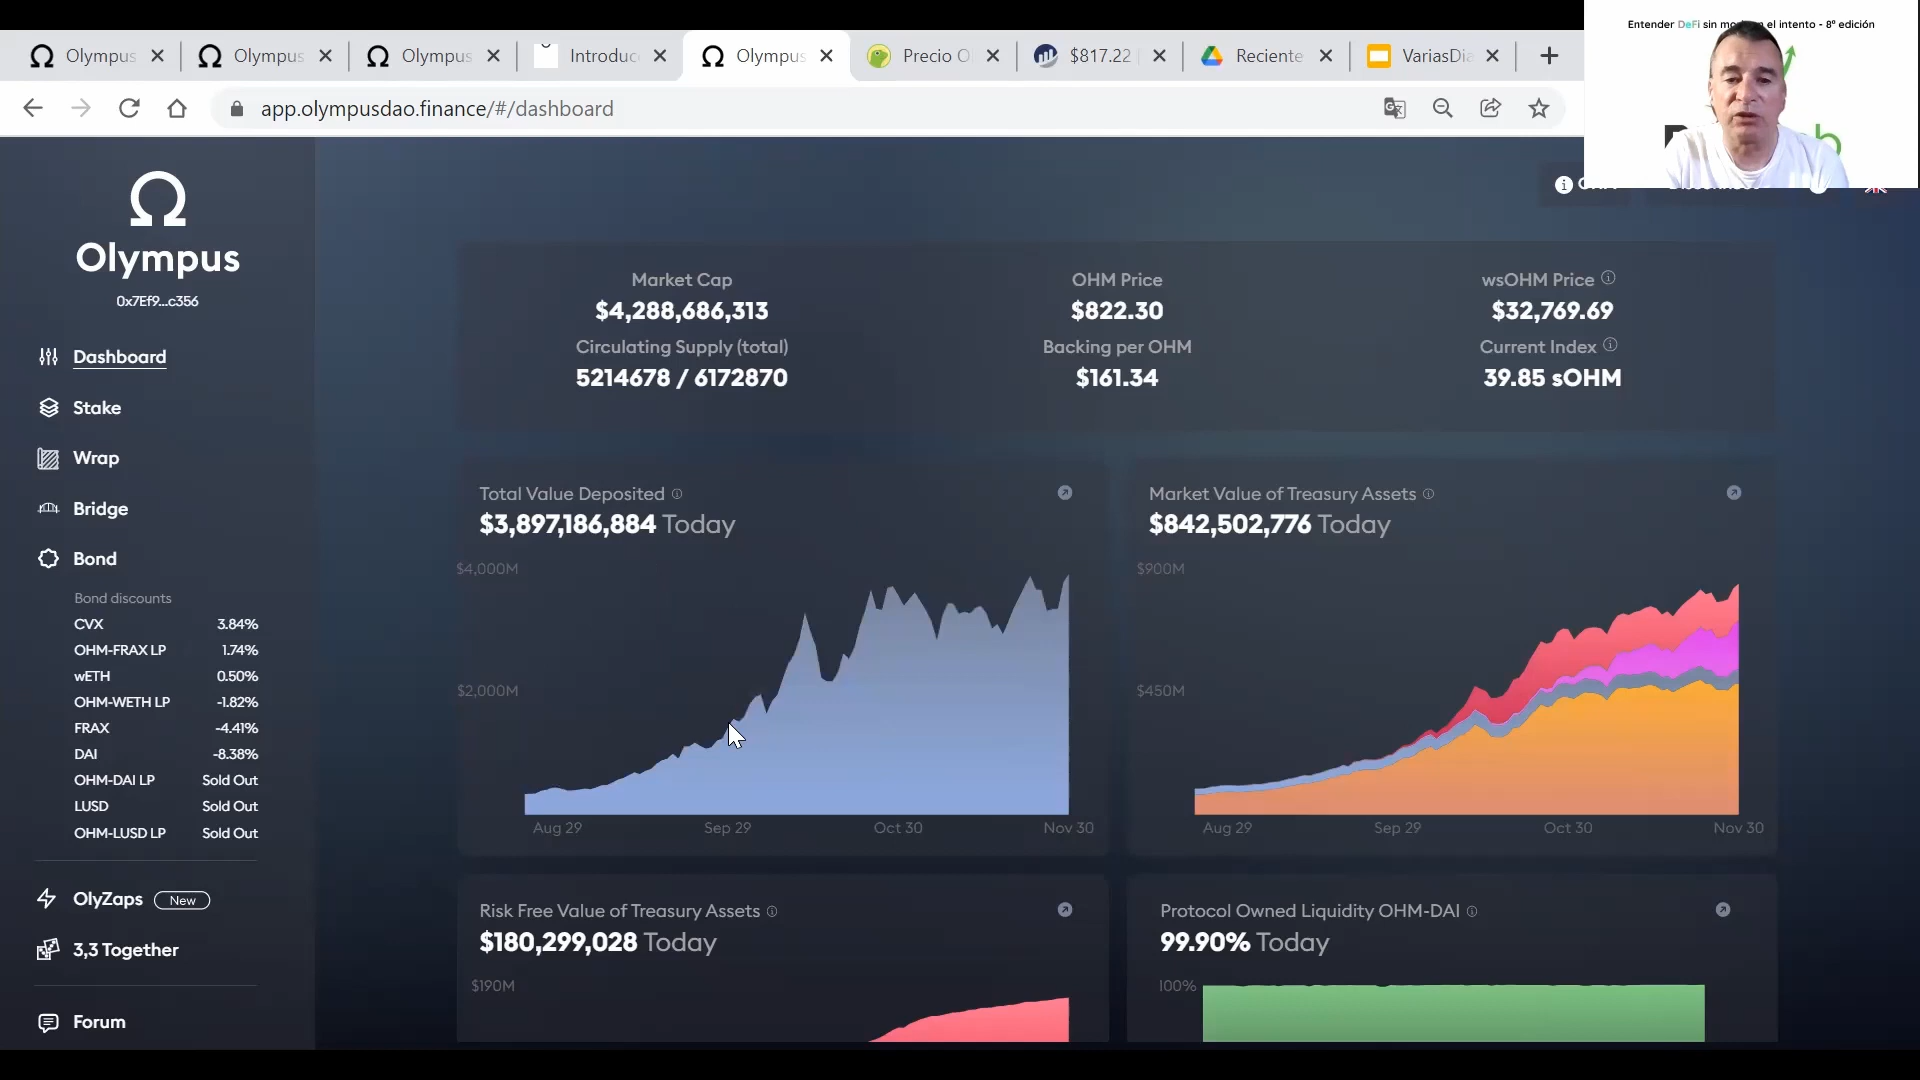 Entender DeFi sin en el intento - 8ª edición
Olympus
Olympus
Olympus
Introduc
Olympus
Precio O
$817.22
Reciente
VariasDia
app.olympusdao.finance/#/dashboard
Olympus
0x7Ef9...c356
Dashboard
Stake
Wrap
Bridge
Bond
Bond discounts
CVX 3.84%
OHM-FRAX LP 1.74%
wETH 0.50%
OHM-WETH LP -1.82%
FRAX -4.41%
DAI -8.38%
OHM-DAI LP Sold Out
LUSD Sold Out
OHM-LUSD LP Sold Out
OlyZaps New
3,3 Together
Forum
Market Cap
$4,288,686,313
OHM Price
$822.30
wsOHM Price
$32,769.69
Circulating Supply (total)
5214678 / 6172870
Backing per OHM
$161.34
Current Index
39.85 sOHM
Total Value Deposited
$3,897,186,884 Today
$4,000M
$2,000M
Aug 29 Sep 29 Oct 30 Nov 30
Market Value of Treasury Assets
$842,502,776 Today
$900M
$450M
Aug 29 Sep 29 Oct 30 Nov 30
Risk Free Value of Treasury Assets
$180,299,028 Today
$190M
Protocol Owned Liquidity OHM-DAI
99.90% Today
100%